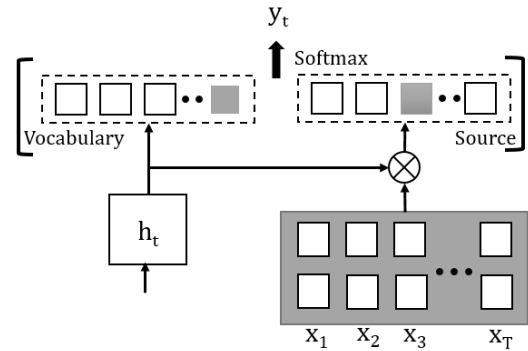 y_t
Softmax
Vocabulary
Source
h_t
x_1 x_2 x_3 x_T